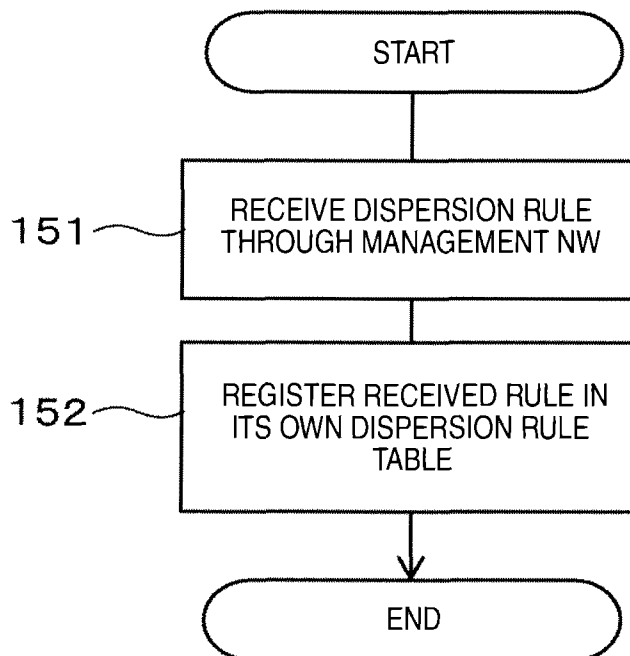 START
151
RECEIVE DISPERSION RULE
THROUGH MANAGEMENT NW
152
REGISTER RECEIVED RULE IN
ITS OWN DISPERSION RULE
TABLE
END